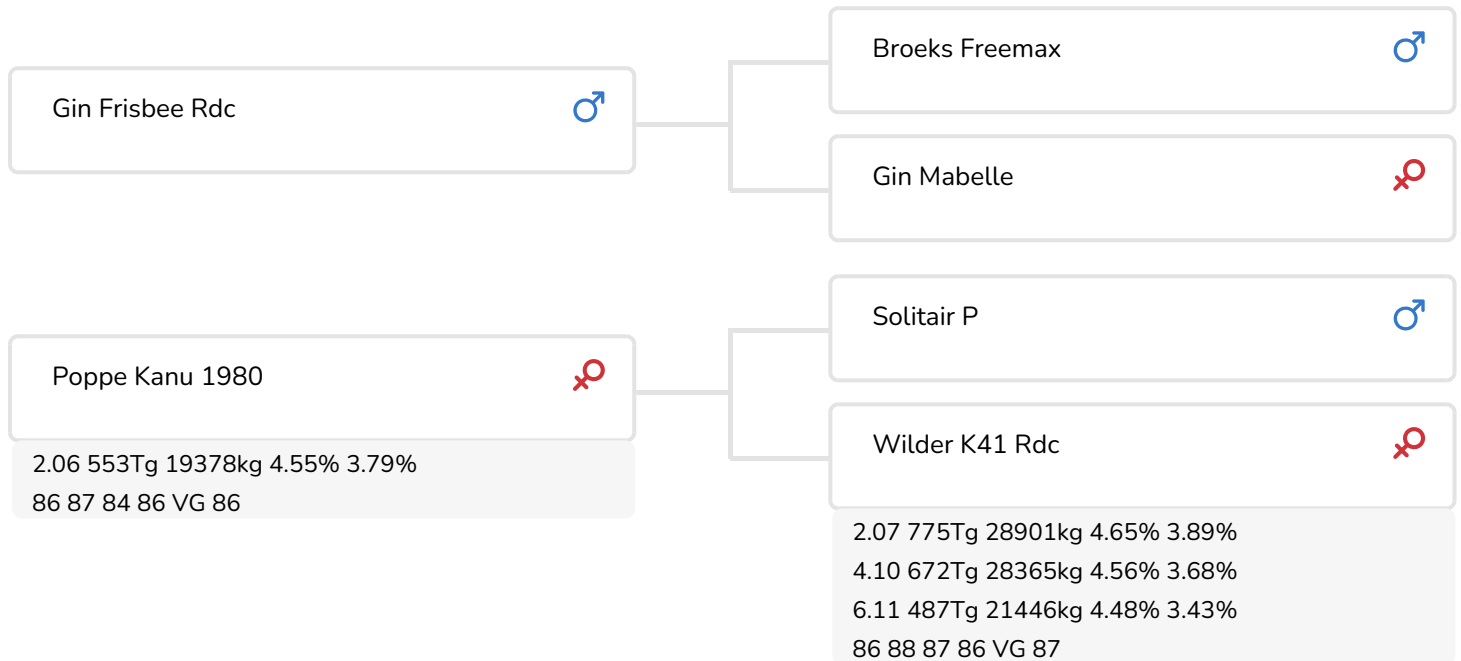 Gin Frisbee Rdc
Broeks Freemax
Gin Mabelle
Poppe Kanu 1980
2.06 553Tg 19378kg 4.55% 3.79%
86 87 84 86 VG 86
Solitair P
Wilder K41 Rdc
2.07 775Tg 28901kg 4.65% 3.89%
4.10 672Tg 28365kg 4.56% 3.68%
6.11 487Tg 21446kg 4.48% 3.43%
86 88 87 86 VG 87